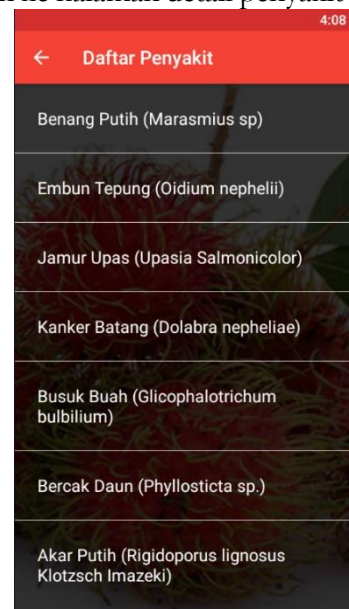 4:08
Daftar Penyakit
Benang Putih (Marasmius sp)
Embun Tepung (Oidium nephelii)
Jamur Upas (Upasia Salmonicolor)
Kanker Batang (Dolabra nepheliae)
Busuk Buah (Glicophalotrichum
bulbilium)
Bercak Daun (Phyllosticta sp.)
Akar Putih (Rigidoporus lignosus
Klotzsch Imazeki)